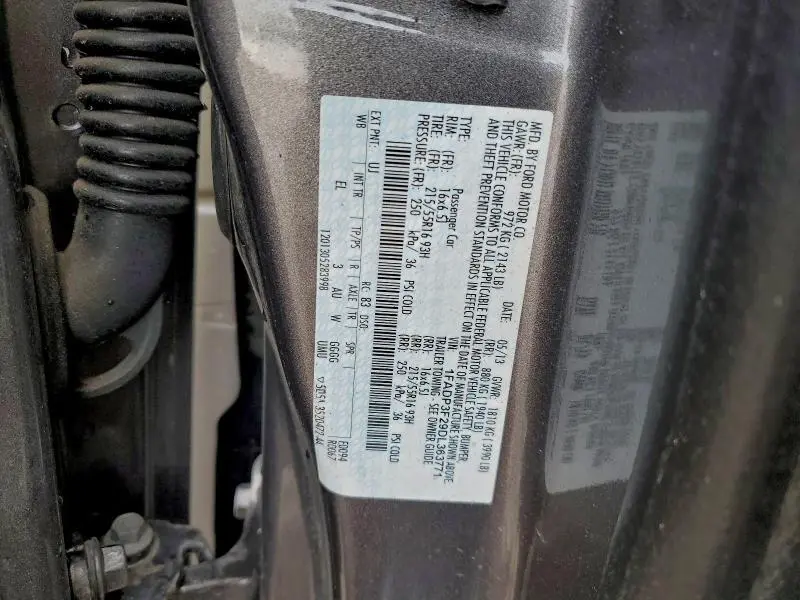 MFD. BY FORD MOTOR CO.
DATE: 05/13 GVWR: 1810 KG ( 3990 LB)
GAWR: (FR): 972 KG ( 2143 LB) (RR): 880 KG ( 1940 LB)
THIS VEHICLE CONFORMS TO ALL APPLICABLE FEDERAL MOTOR VEHICLE SAFETY, BUMPER
AND THEFT PREVENTION STANDARDS IN EFFECT ON THE DATE OF MANUFACTURE SHOWN ABOVE
VIN: 1FADP3F29DL363771
TYPE: Passenger Car TRAILER TOWING - SEE OWNER GUIDE
RIM: (FR): 16x6.5J (RR): 16x6.5J
TIRE: (FR): 215/55R16 93H (RR): 215/55R16 93H
PRESSURE: (FR): 250 kPa/ 36 PSI COLD (RR): 250 kPa/ 36 PSI COLD
EXT PNT: UJ RC: 83 DSO: E0094
R0067
WB INT TR TP/PS R AXLE TR SPR
EL 3 AU W GGGG UMU
1201305283998